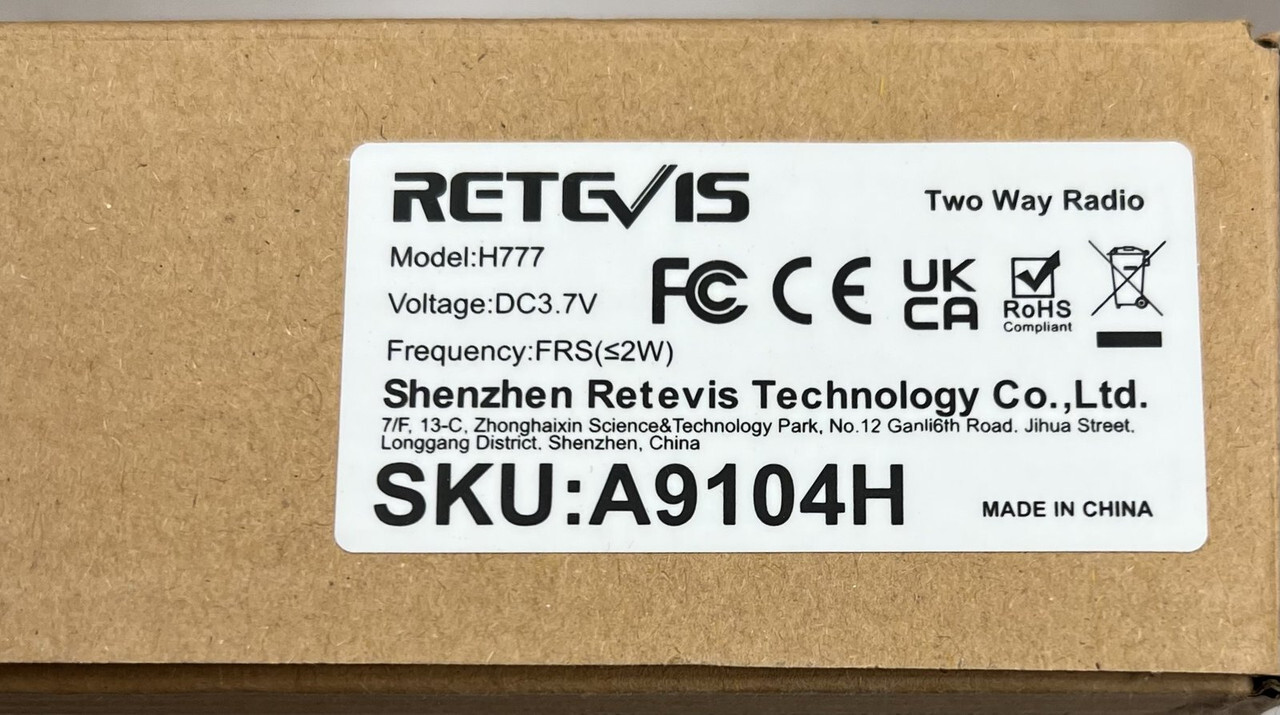 RETEVIS
Two Way Radio
Model:H777
Voltage:DC3.7V
FC CE UK CA RoHS Compliant
Frequency:FRS(≤2W)
Shenzhen Retevis Technology Co.,Ltd.
7/F, 13-C, Zhonghaixin Science&Technology Park, No.12 Ganli6th Road. Jihua Street,
Longgang District. Shenzhen, China
SKU:A9104H
MADE IN CHINA